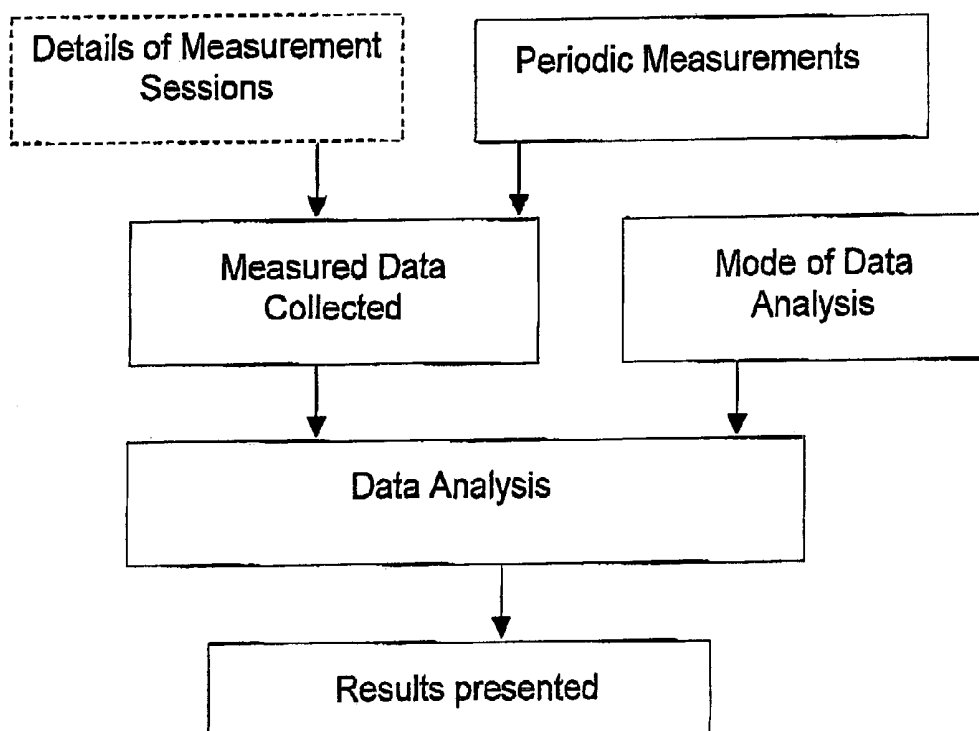 Details of Measurement
Sessions
Periodic Measurements
Measured Data
Collected
Mode of Data
Analysis
Data Analysis
Results presented